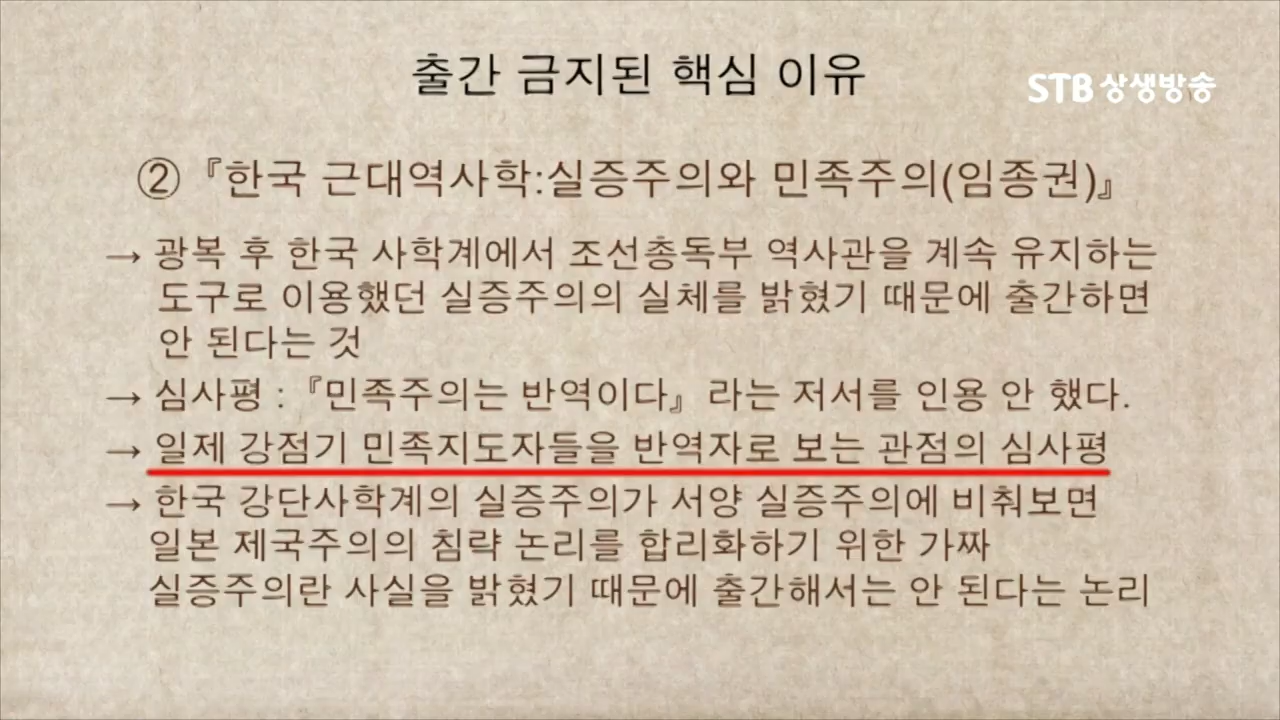 출간 금지된 핵심 이유
STB 상생방송
② 『한국 근대역사학:실증주의와 민족주의(임종권)』
→ 광복 후 한국 사학계에서 조선총독부 역사관을 계속 유지하는
도구로 이용했던 실증주의의 실체를 밝혔기 때문에 출간하면
안 된다는 것
→ 심사평 : 『민족주의는 반역이다』 라는 저서를 인용 안 했다.
→ 일제 강점기 민족지도자들을 반역자로 보는 관점의 심사평
→ 한국 강단사학계의 실증주의가 서양 실증주의에 비춰보면
일본 제국주의의 침략 논리를 합리화하기 위한 가짜
실증주의란 사실을 밝혔기 때문에 출간해서는 안 된다는 논리